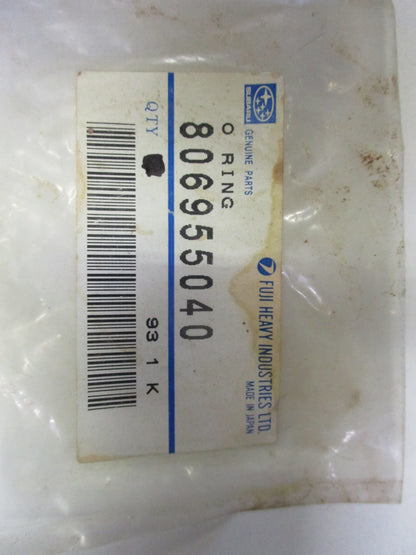 SUBARU
GENUINE PARTS
FUJI HEAVY INDUSTRIES LTD.
MADE IN JAPAN
O RING
806955040
QTY
93 1 K